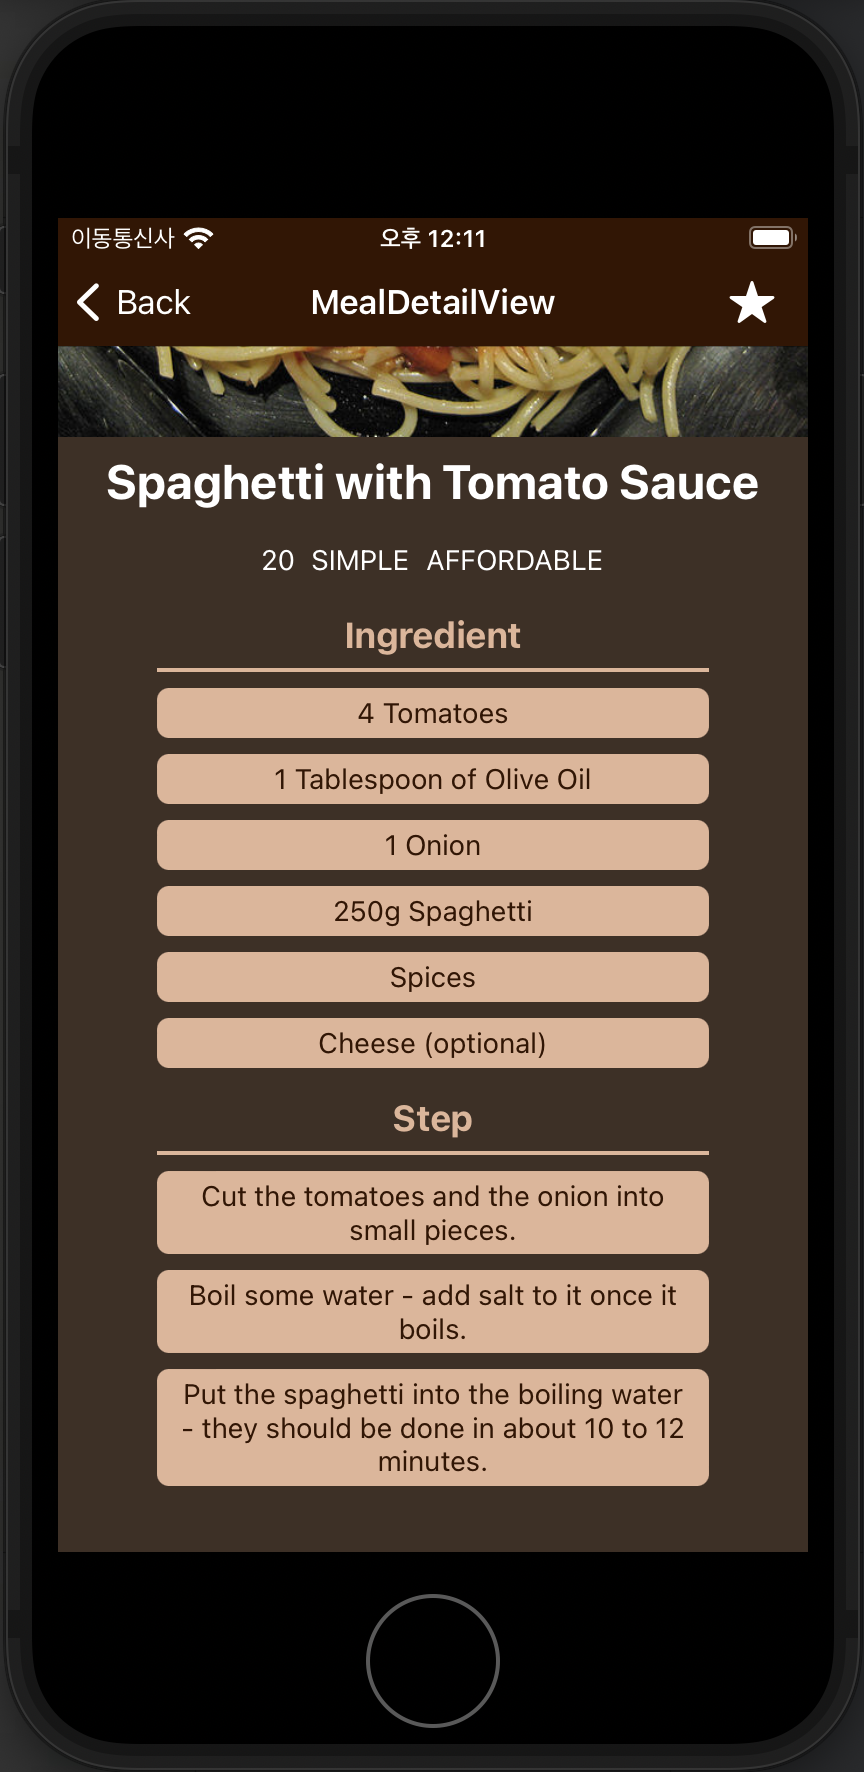 이동통신사 오후 12:11
Back MealDetailView
Spaghetti with Tomato Sauce
20 SIMPLE AFFORDABLE
Ingredient
4 Tomatoes
1 Tablespoon of Olive Oil
1 Onion
250g Spaghetti
Spices
Cheese (optional)
Step
Cut the tomatoes and the onion into
small pieces.
Boil some water - add salt to it once it
boils.
Put the spaghetti into the boiling water
- they should be done in about 10 to 12
minutes.